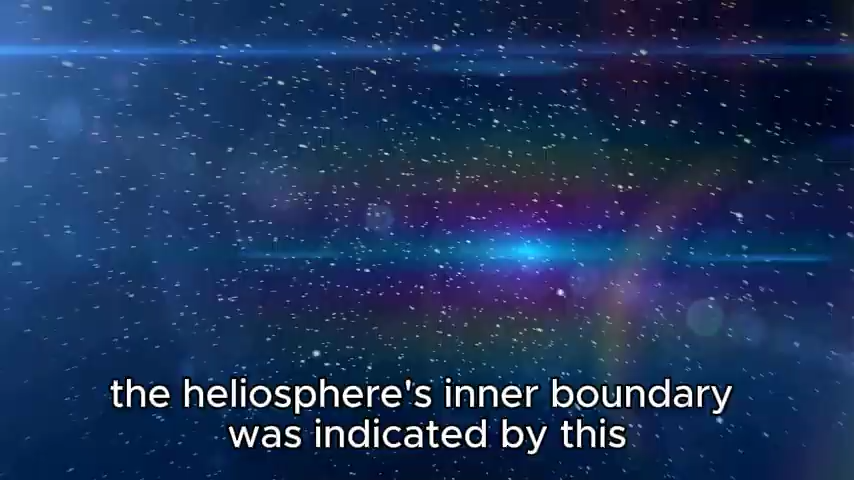 the heliosphere's inner boundary
was indicated by this